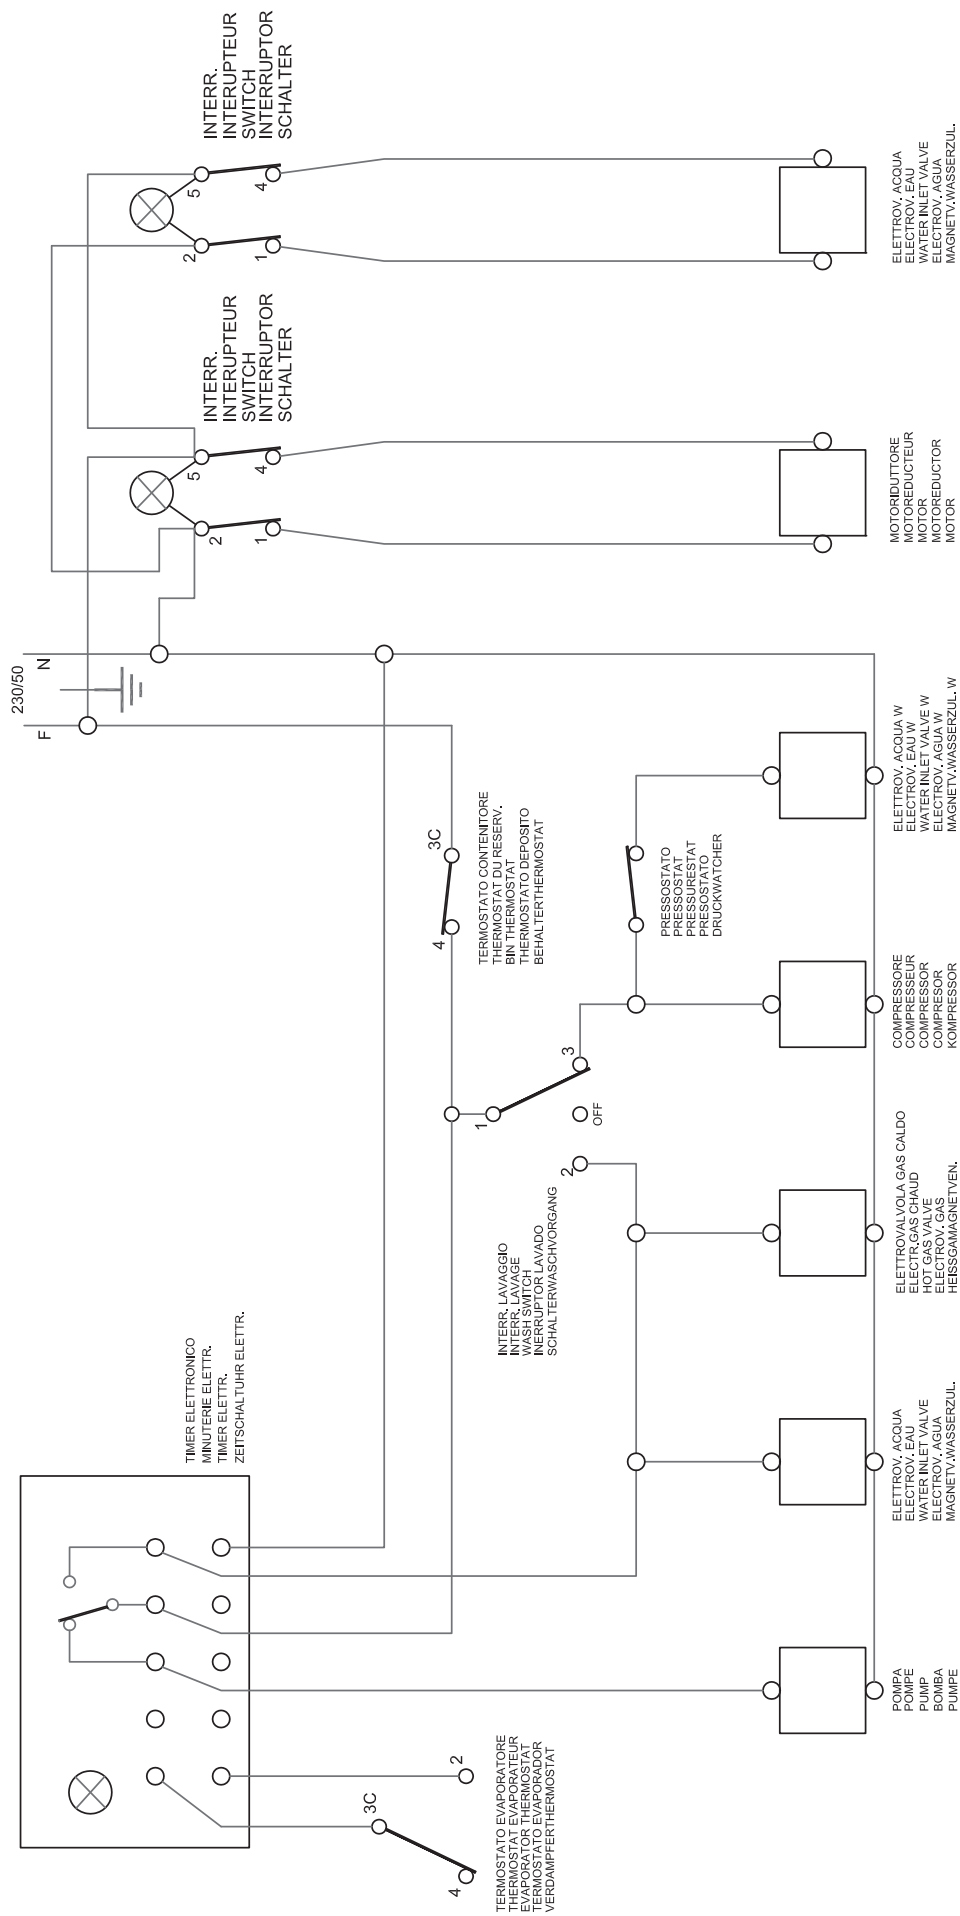 230/50
F
N
INTERR.
INTERUPTEUR
SWITCH
INTERRUPTOR
SCHALTER
5
2
4
1
INTERR.
INTERUPTEUR
SWITCH
INTERRUPTOR
SCHALTER
5
2
4
1
TIMER ELETTRONICO
MINUTERIE ELETTR.
TIMER ELETTR.
ZEITSCHALTUHR ELETTR.
3C
4
2
TERMOSTATO EVAPORATORE
THERMOSTAT EVAPORATEUR
EVAPORATOR THERMOSTAT
TERMOSTATO EVAPORADOR
VERDAMPFERTHERMOSTAT
INTERR. LAVAGGIO
INTERR. LAVAGE
WASH SWITCH
INERRUPTOR LAVADO
SCHALTERWASCHVORGANG
2
OFF
1
3
4
3C
TERMOSTATO CONTENITORE
THERMOSTAT DU RESERV.
BIN THERMOSTAT
THERMOSTATO DEPOSITO
BEHALTERTHERMOSTAT
PRESSOSTATO
PRESSOSTAT
PRESSURESTAT
PRESOSTATO
DRUCKWATCHER
POMPA
POMPE
PUMP
BOMBA
PUMPE
ELETTROV. ACQUA
ELECTROV. EAU
WATER INLET VALVE
ELECTROV. AGUA
MAGNETV.WASSERZUL.
ELETTROVALVOLA GAS CALDO
ELECTR.GAS CHAUD
HOT GAS VALVE
ELECTROV. GAS
HEISSGAMAGNETVEN.
COMPRESSORE
COMPRESSEUR
COMPRESSOR
COMPRESOR
KOMPRESSOR
ELETTROV. ACQUA W
ELECTROV. EAU W
WATER INLET VALVE W
ELECTROV. AGUA W
MAGNETV.WASSERZUL. W
MOTORIDUTTORE
MOTOREDUCTEUR
MOTOR
MOTOREDUCTOR
MOTOR
ELETTROV. ACQUA
ELECTROV. EAU
WATER INLET VALVE
ELECTROV. AGUA
MAGNETV.WASSERZUL.